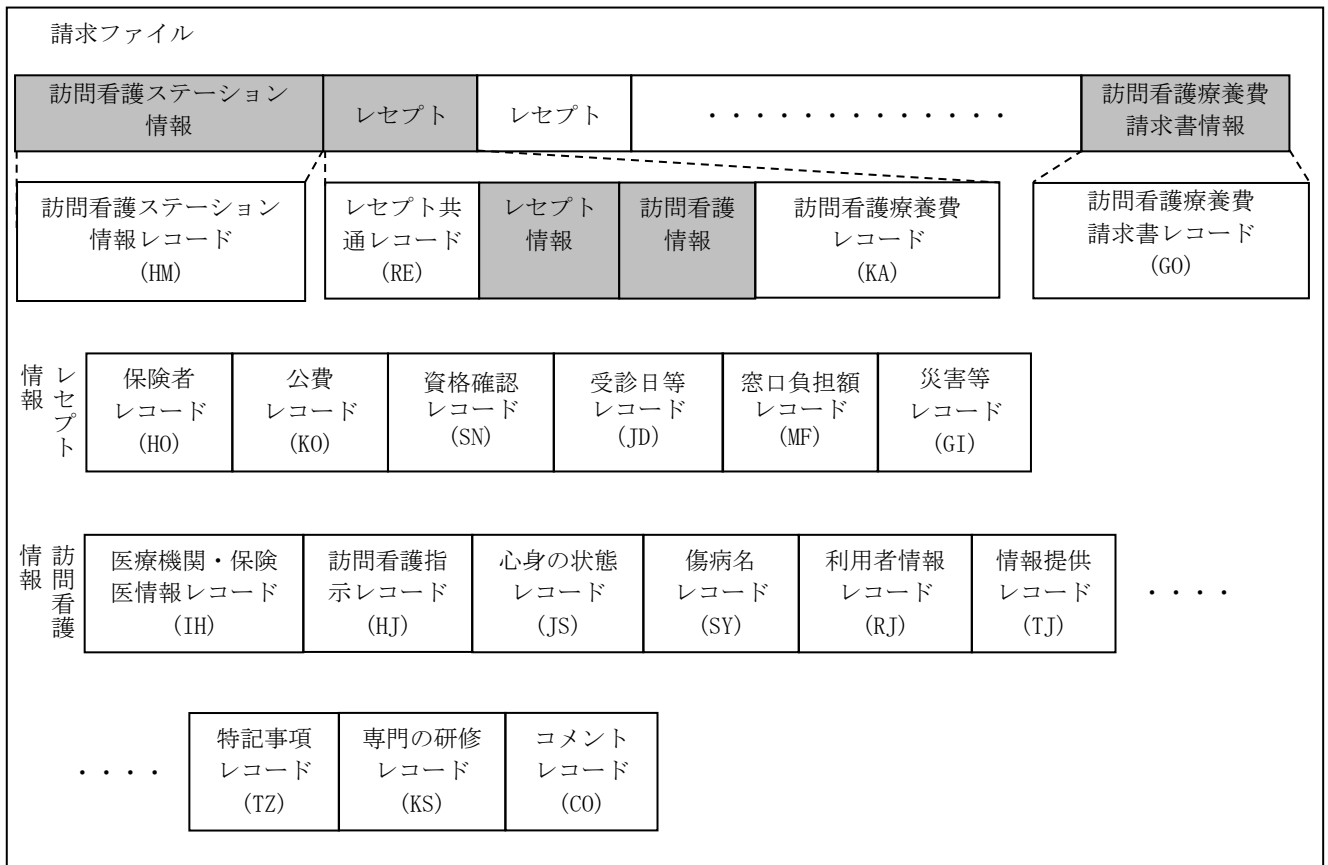 請求ファイル
訪問看護ステーション
情報
レセプト
レセプト
・・・・・・・・・・・・・
訪問看護療養費
請求書情報
訪問看護ステーション
情報レコード
(HM)
レセプト共
通レコード
(RE)
レセプト
情報
訪問看護
情報
訪問看護療養費
レコード
(KA)
訪問看護療養費
請求書レコード
(GO)
レセプト
情報
保険者
レコード
(HO)
公費
レコード
(KO)
資格確認
レコード
(SN)
受診日等
レコード
(JD)
窓口負担額
レコード
(MF)
災害等
レコード
(GI)
訪問看護
情報
医療機関・保険
医情報レコード
(IH)
訪問看護指
示レコード
(HJ)
心身の状態
レコード
(JS)
傷病名
レコード
(SY)
利用者情報
レコード
(RJ)
情報提供
レコード
(TJ)
・・・・
・・・・
特記事項
レコード
(TZ)
専門の研修
レコード
(KS)
コメント
レコード
(CO)